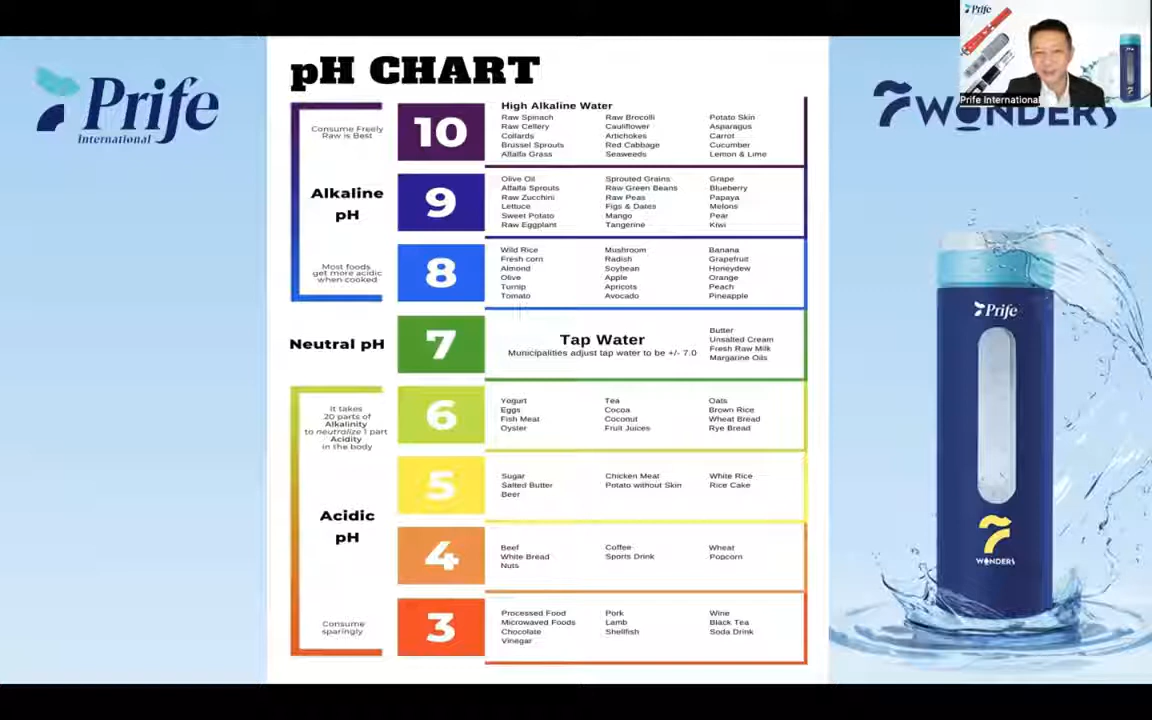 Prife
International
pH CHART
Prife
Prife International
7WONDERS
Consume Freely
Raw is Best
Alkaline
pH
Most foods
get more acidic
when cooked
10
High Alkaline Water
Raw Spinach
Raw Cellery
Collards
Brussel Sprouts
Alfalfa Grass
Raw Brocolli
Cauliflower
Artichokes
Red Cabbage
Seaweeds
Potato Skin
Asparagus
Carrot
Cucumber
Lemon & Lime
9
Olive Oil
Alfalfa Sprouts
Raw Zucchini
Lettuce
Sweet Potato
Raw Eggplant
Sprouted Grains
Raw Green Beans
Raw Peas
Figs & Dates
Mango
Tangerine
Grape
Blueberry
Papaya
Melons
Pear
Kiwi
8
Wild Rice
Fresh corn
Almond
Olive
Turnip
Tomato
Mushroom
Radish
Soybean
Apple
Apricots
Avocado
Banana
Grapefruit
Honeydew
Orange
Peach
Pineapple
Neutral pH
7
Tap Water
Municipalities adjust tap water to be +/- 7.0
Butter
Unsalted Cream
Fresh Raw Milk
Margarine Oils
It takes
20 parts of
Alkalinity
to neutralize 1 part
Acidity
in the body
Acidic
pH
Consume
sparingly
6
Yogurt
Eggs
Fish Meat
Oyster
Tea
Cocoa
Coconut
Fruit Juices
Oats
Brown Rice
Wheat Bread
Rye Bread
5
Sugar
Salted Butter
Beer
Chicken Meat
Potato without Skin
White Rice
Rice Cake
4
Beef
White Bread
Nuts
Coffee
Sports Drink
Wheat
Popcorn
3
Processed Food
Microwaved Foods
Chocolate
Vinegar
Pork
Lamb
Shellfish
Wine
Black Tea
Soda Drink
Prife
7
WONDERS